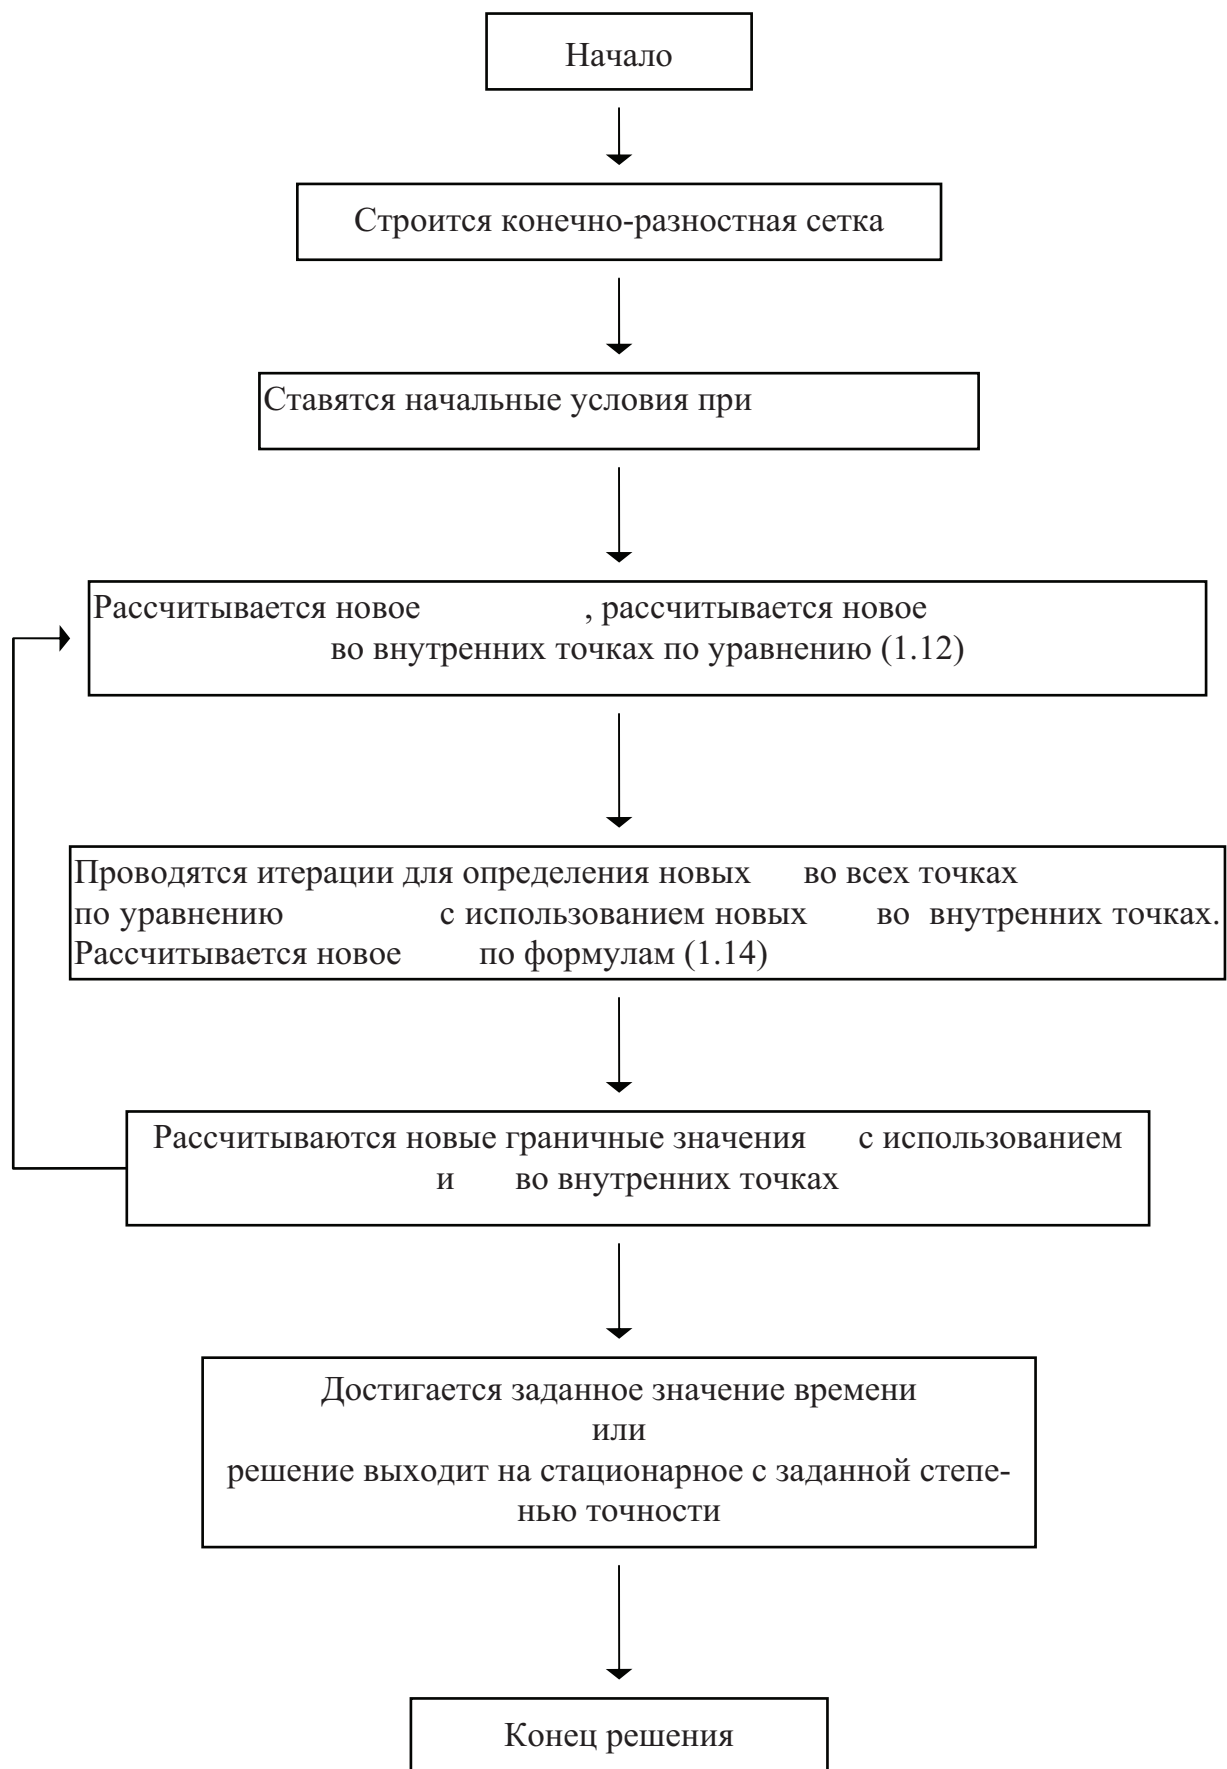 Начало
Строится конечно-разностная сетка
Ставятся начальные условия при
Рассчитывается новое , рассчитывается новое
во внутренних точках по уравнению (1.12)
Проводятся итерации для определения новых во всех точках
по уравнению с использованием новых во внутренних точках.
Рассчитывается новое по формулам (1.14)
Рассчитываются новые граничные значения с использованием
и во внутренних точках
Достигается заданное значение времени
или
решение выходит на стационарное с заданной степе-
нью точности
Конец решения